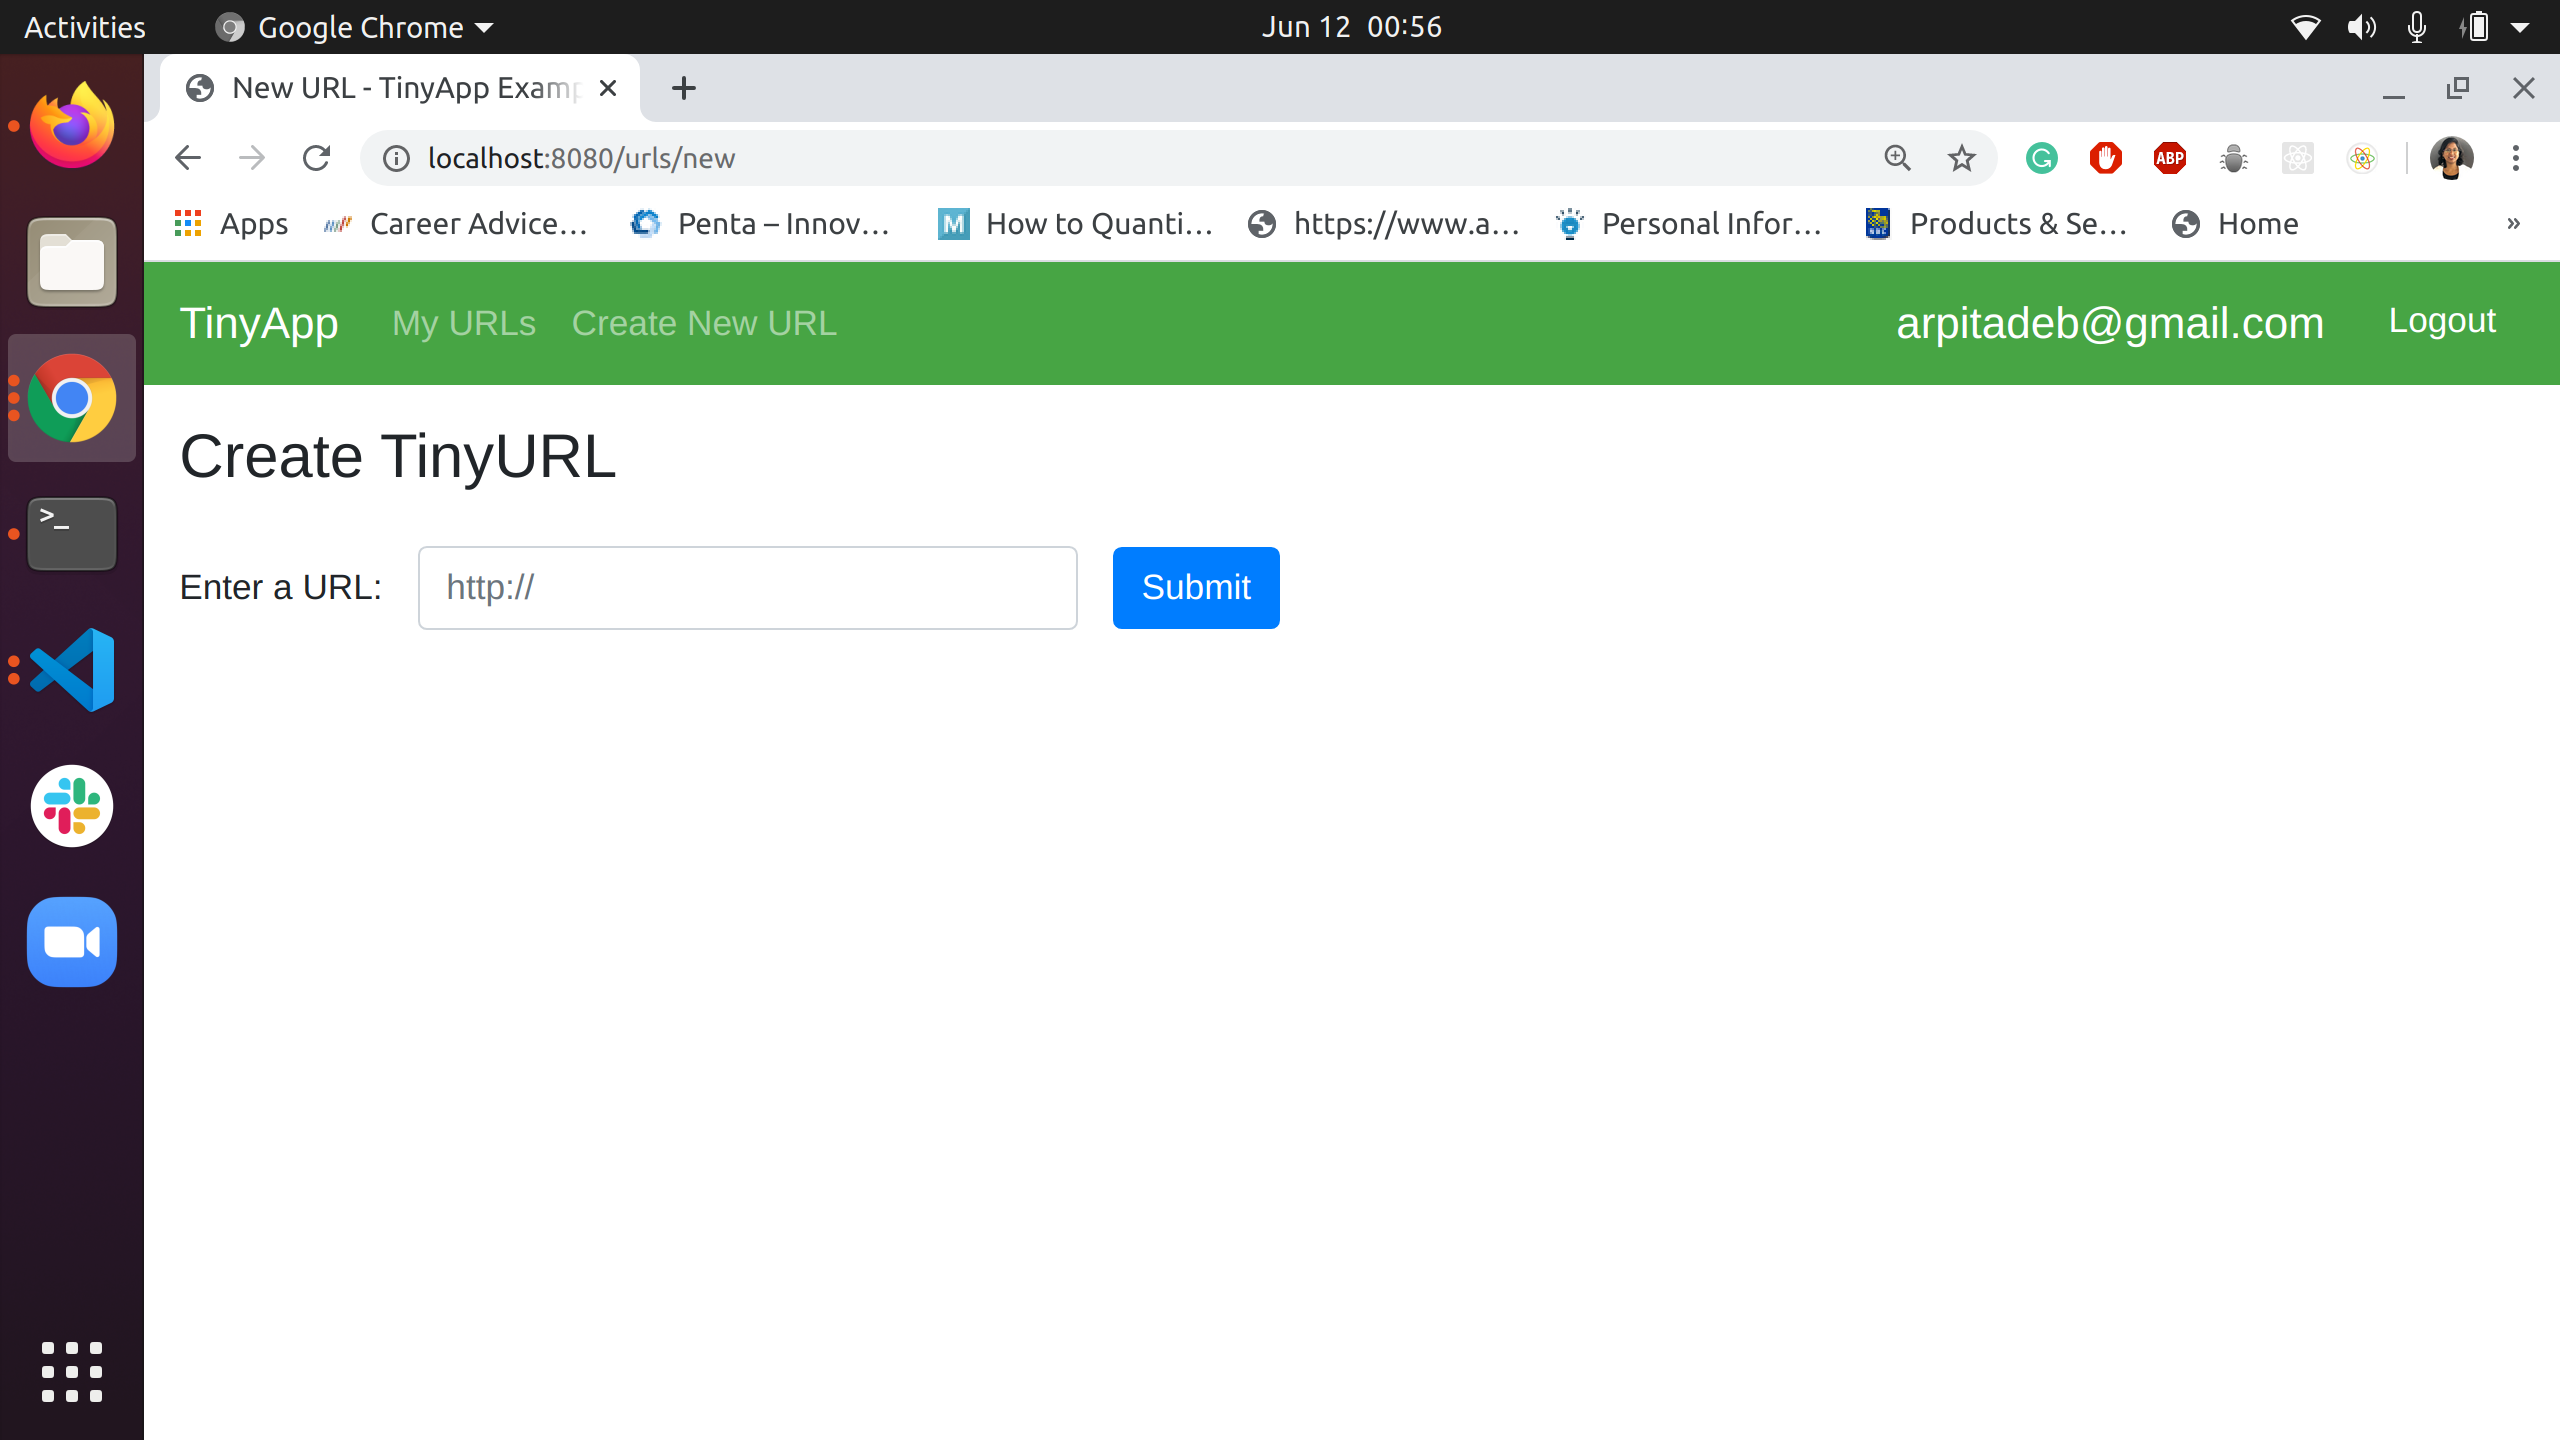 Activities Google Chrome Jun 12 00:56
New URL - TinyApp Examp
localhost:8080/urls/new
Apps Career Advice... Penta – Innov... How to Quanti... https://www.a... Personal Infor... Products & Se... Home »
TinyApp My URLs Create New URL arpitadeb@gmail.com Logout
Create TinyURL
Enter a URL: http:// Submit